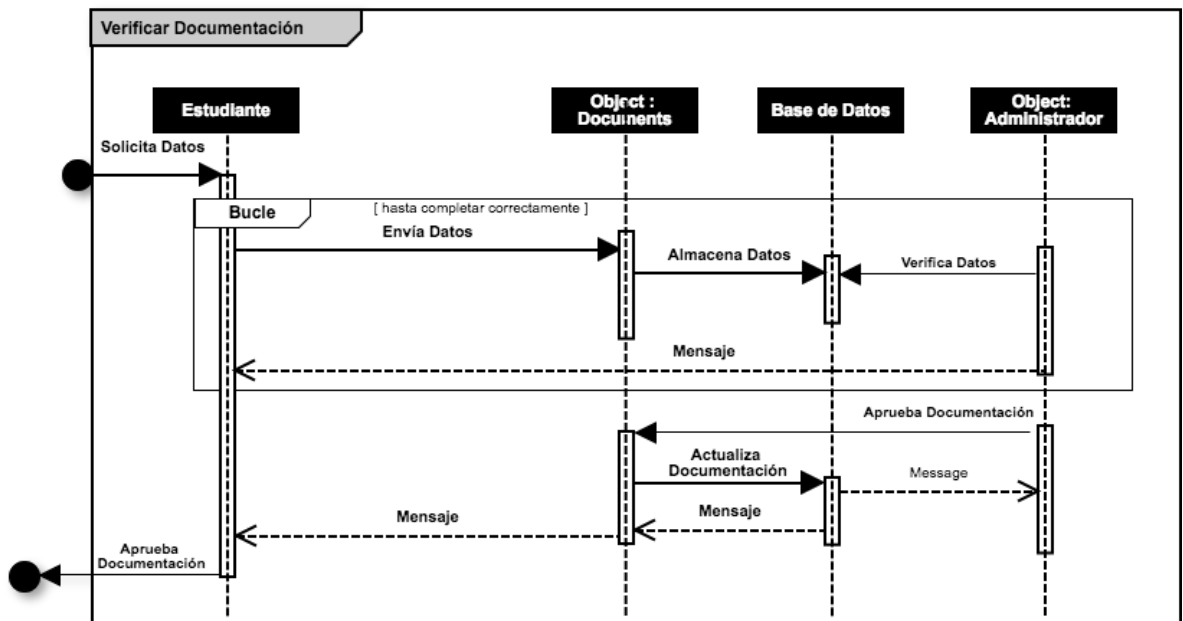 Verificar Documentación
Estudiante
Object :
Documents
Base de Datos
Object:
Administrador
Solicita Datos
Bucle
[ hasta completar correctamente ]
Envía Datos
Almacena Datos
Verifica Datos
Mensaje
Aprueba Documentación
Actualiza
Documentación
Message
Mensaje
Mensaje
Aprueba
Documentación